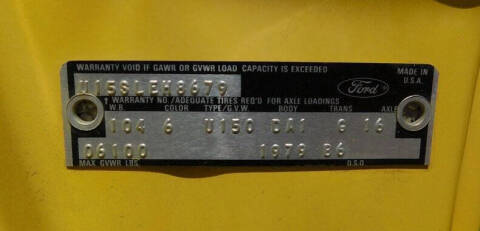 WARRANTY VOID IF GAWR OR GVWR LOAD CAPACITY IS EXCEEDED
MADE IN U.S.A.
U15SLEH8679
Ford
† WARRANTY NO./ADEQUATE TIRES REQ'D FOR AXLE LOADINGS
W.B. COLOR TYPE/G.V.W. BODY TRANS AXLE
104 6 U150 DA1 G 16
06100 1979 B6
MAX GVWR LBS. D.S.O